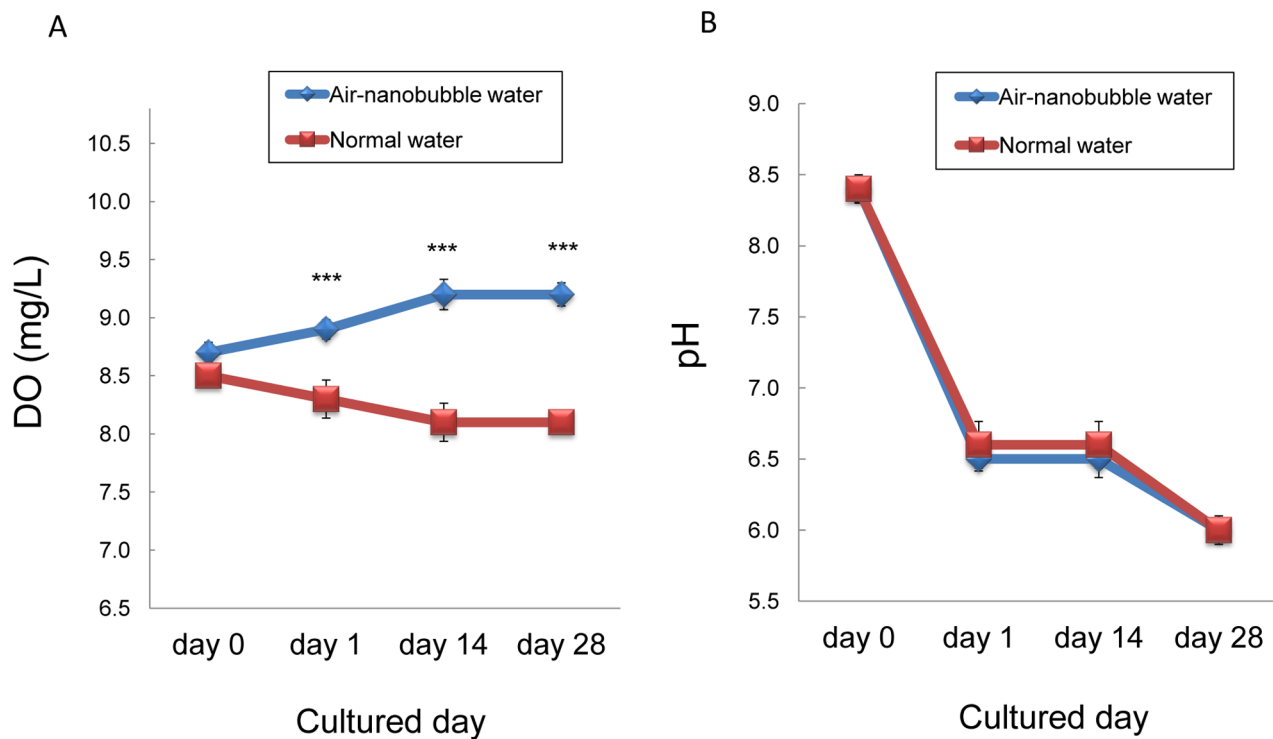 A
Air-nanobubble water
Normal water
10.5
10.0
9.5
9.0
8.5
8.0
7.5
7.0
6.5
DO (mg/L)
***
***
***
day 0 day 1 day 14 day 28
Cultured day
B
Air-nanobubble water
Normal water
9.0
8.5
8.0
7.5
7.0
6.5
6.0
5.5
pH
day 0 day 1 day 14 day 28
Cultured day